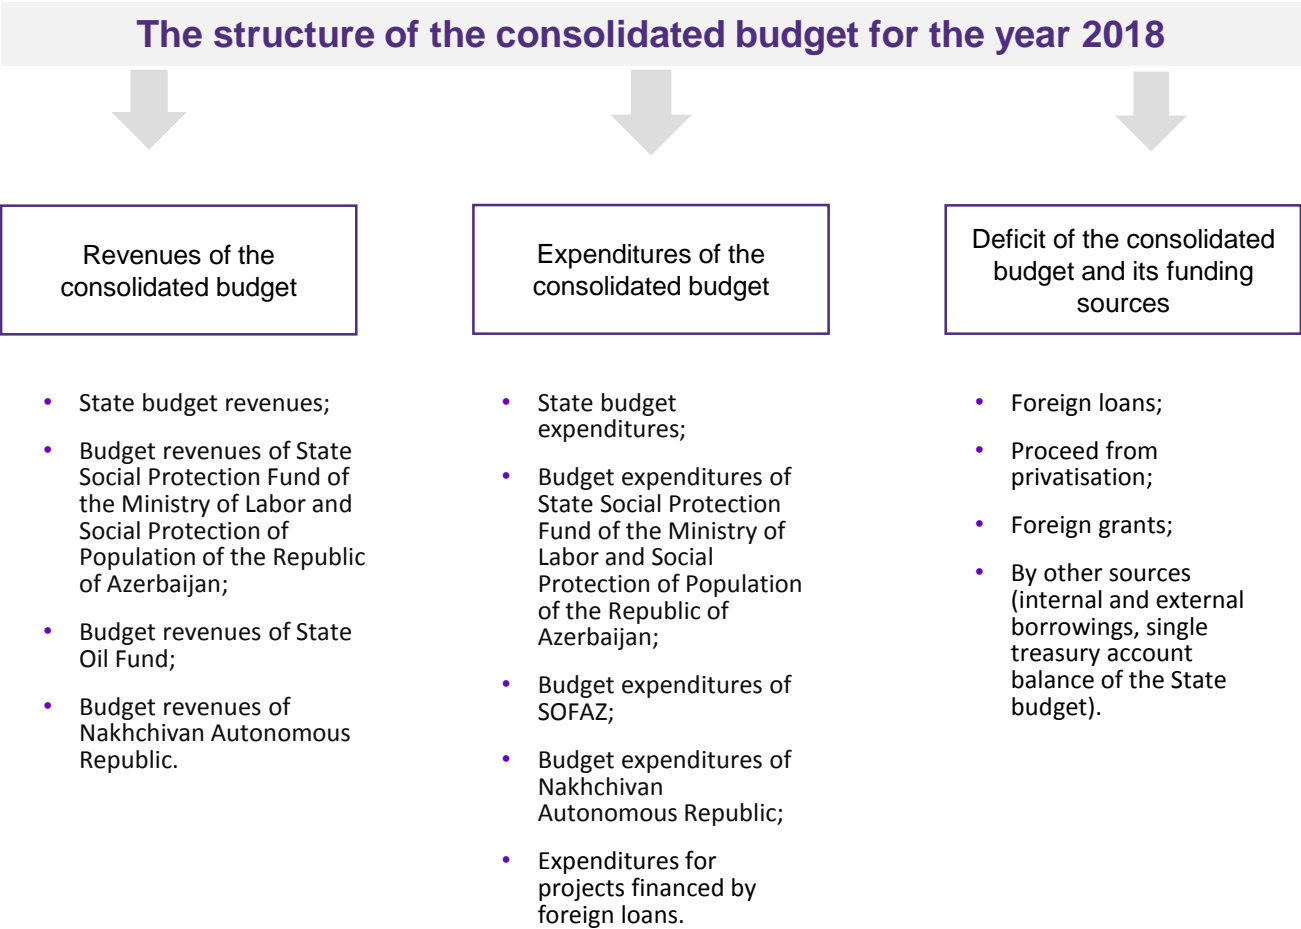 The structure of the consolidated budget for the year 2018
Revenues of the
consolidated budget
• State budget revenues;
• Budget revenues of State
Social Protection Fund of
the Ministry of Labor and
Social Protection of
Population of the Republic
of Azerbaijan;
• Budget revenues of State
Oil Fund;
• Budget revenues of
Nakhchivan Autonomous
Republic.
Expenditures of the
consolidated budget
• State budget
expenditures;
• Budget expenditures of
State Social Protection
Fund of the Ministry of
Labor and Social
Protection of Population
of the Republic of
Azerbaijan;
• Budget expenditures of
SOFAZ;
• Budget expenditures of
Nakhchivan
Autonomous Republic;
• Expenditures for
projects financed by
foreign loans.
Deficit of the consolidated
budget and its funding
sources
• Foreign loans;
• Proceed from
privatisation;
• Foreign grants;
• By other sources
(internal and external
borrowings, single
treasury account
balance of the State
budget).